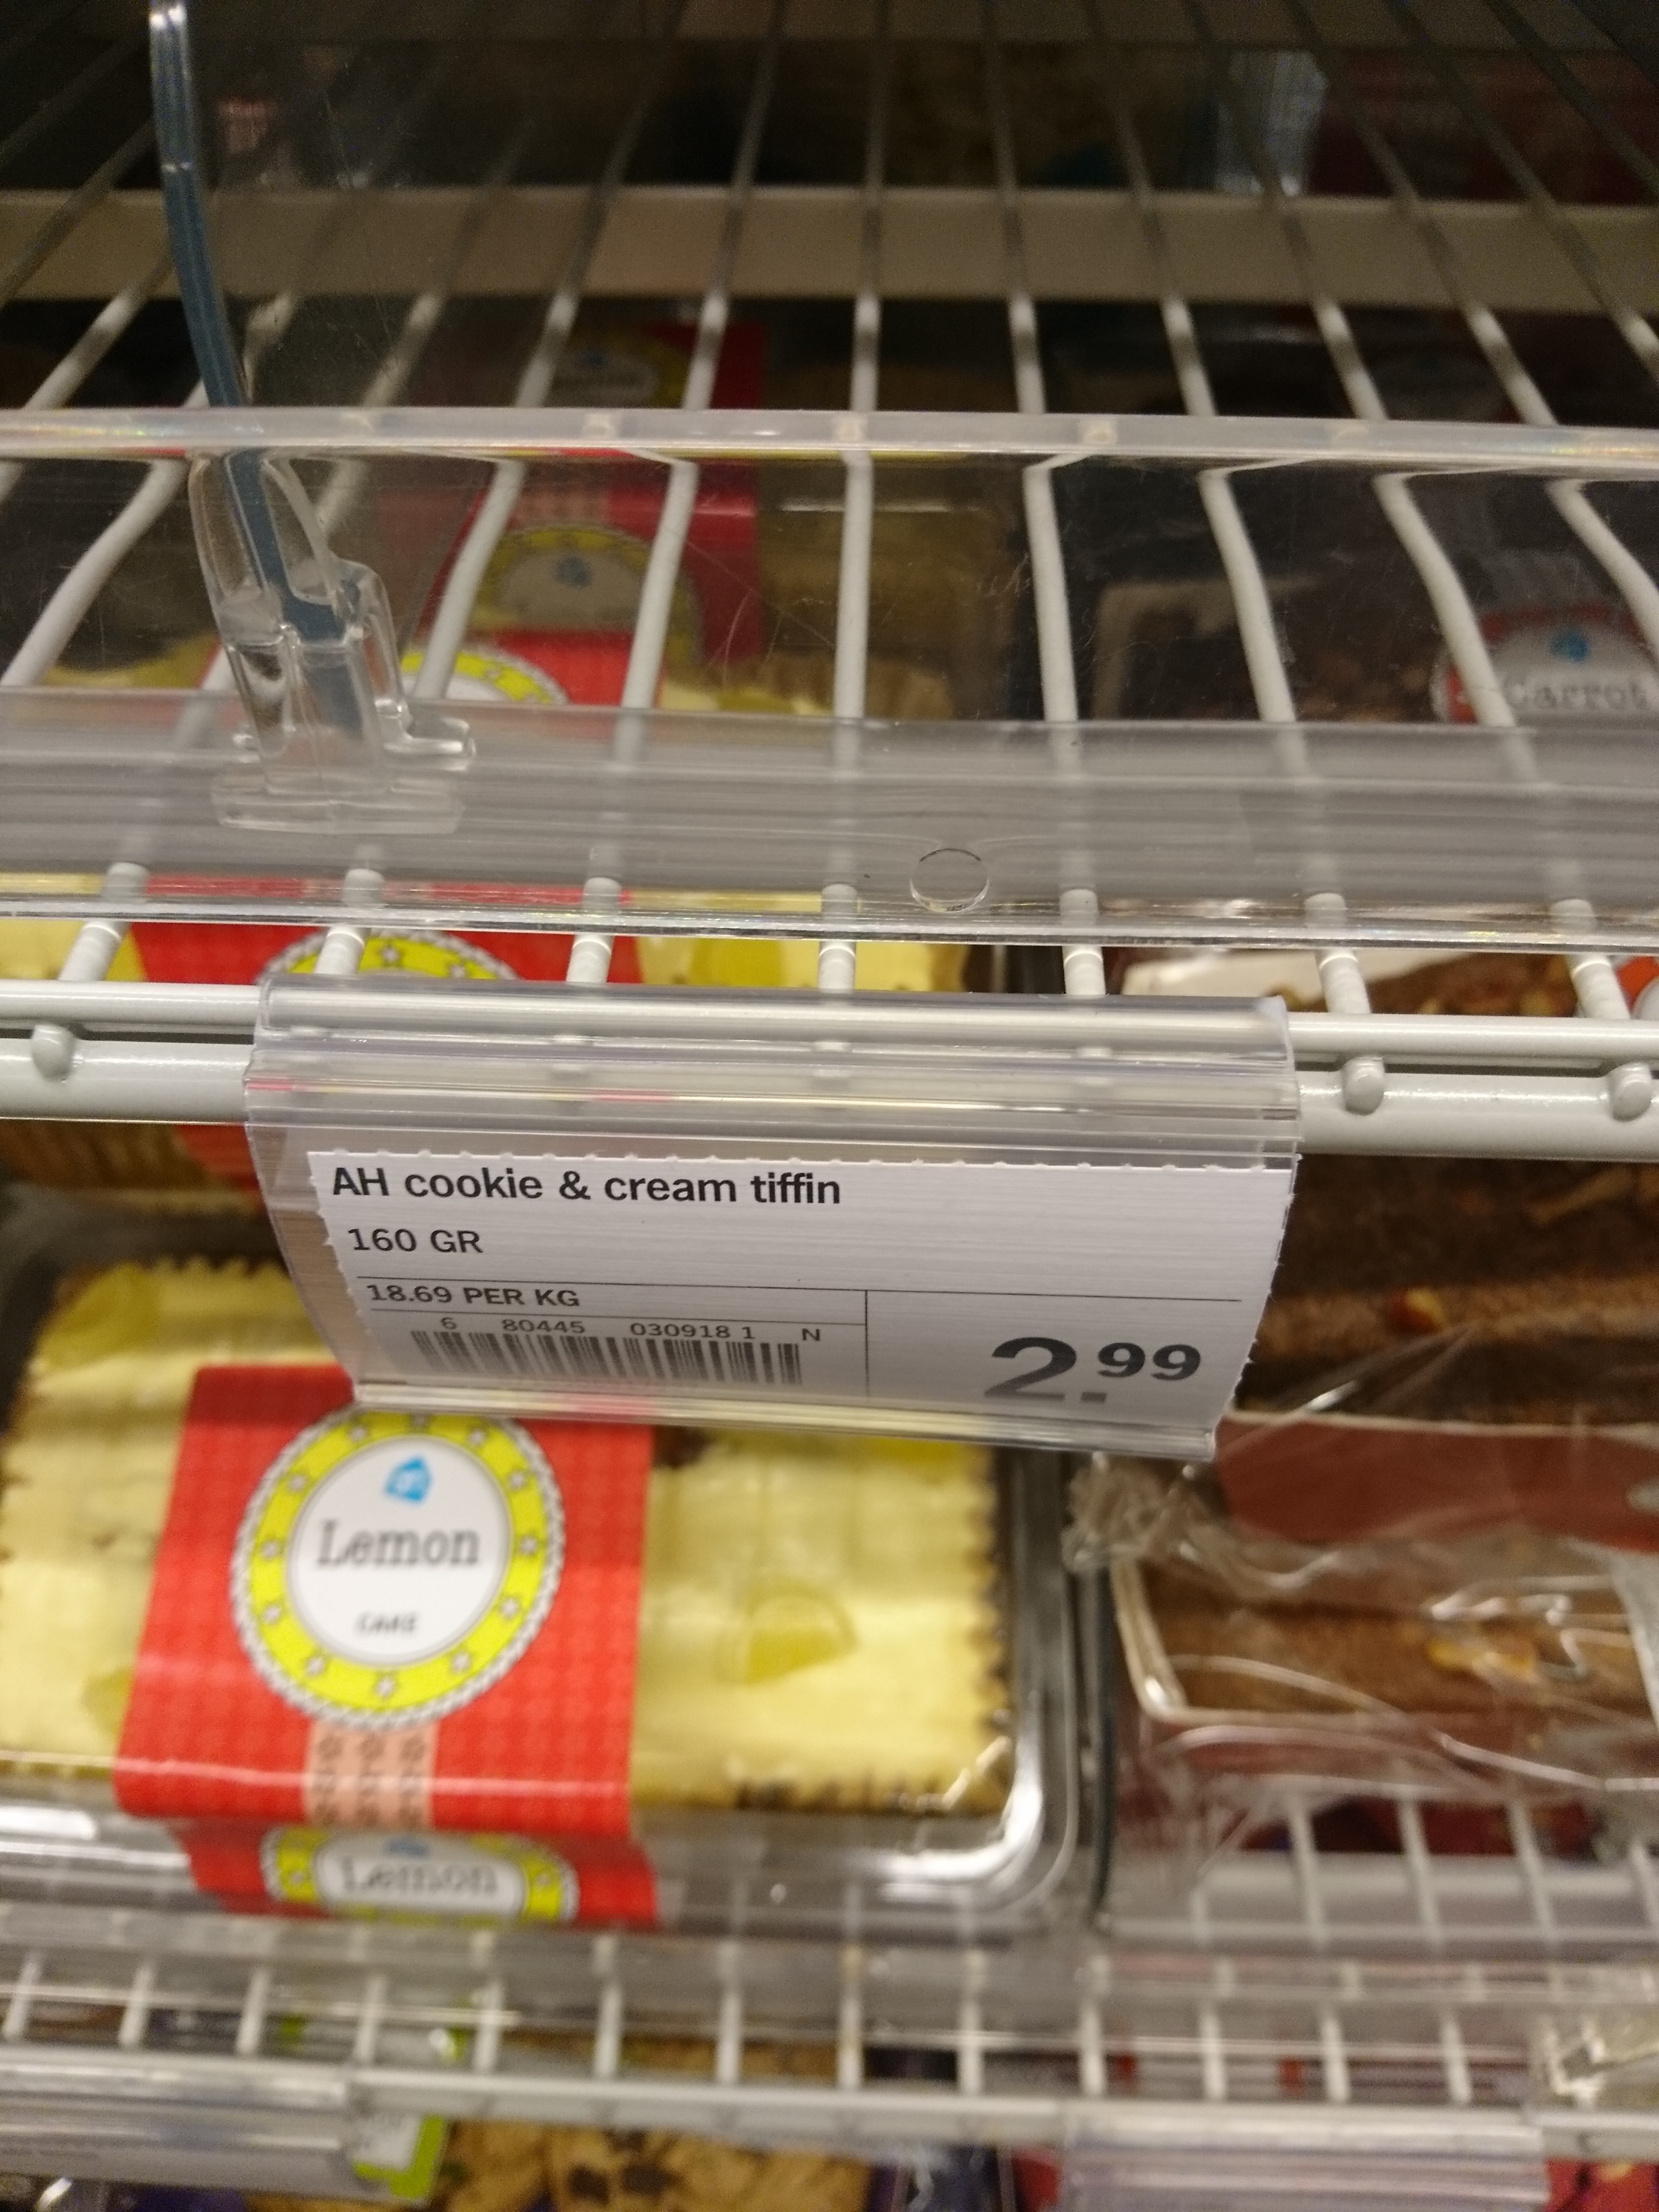 Carrot
AH cookie & cream tiffin
160 GR
18.69 PER KG
6 80445 030918 1 N
2.99
Lemon
CAKE
Lemon